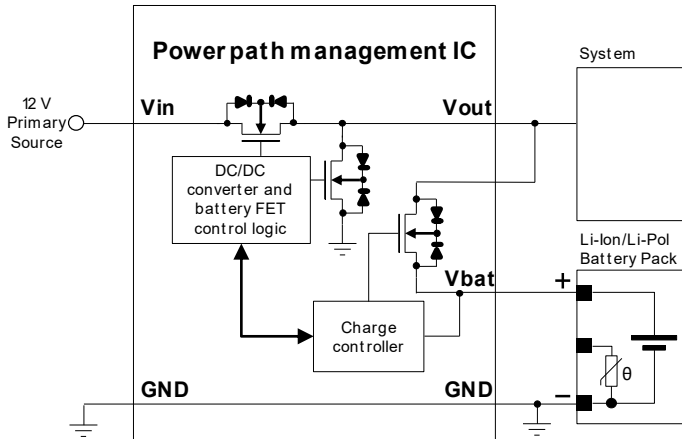 Power path management IC
System
12 V
Primary
Source
Vin
Vout
DC/DC
converter and
battery FET
control logic
Li-Ion/Li-Pol
Battery Pack
Vbat
+
Charge
controller
θ
GND
GND
−